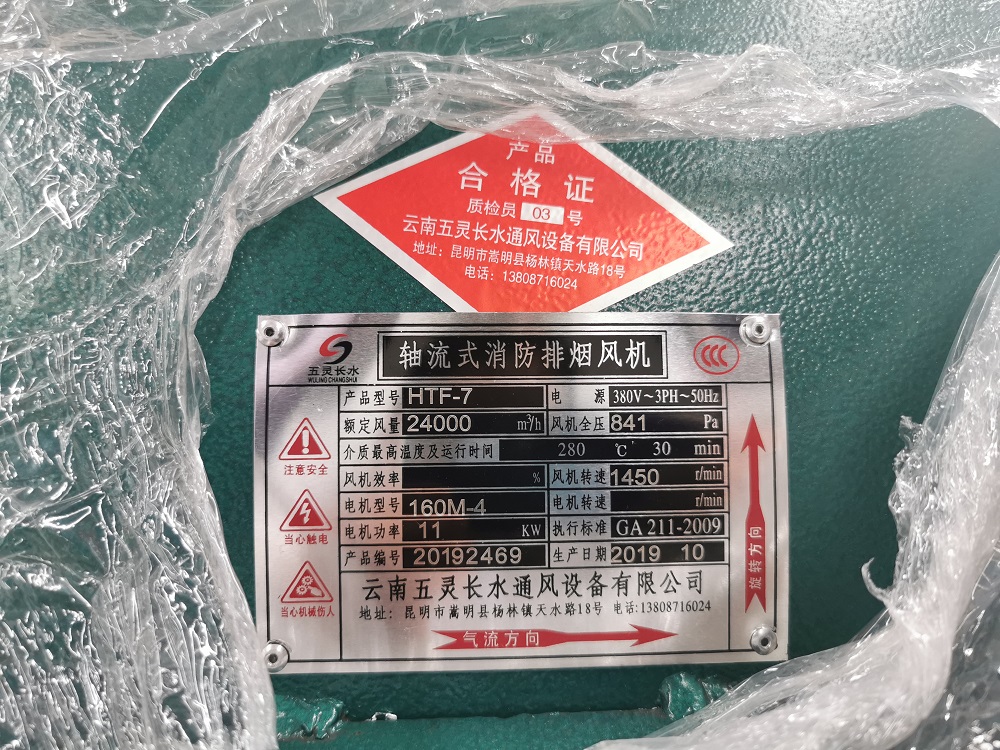 产品
合格证
质检员 03 号
云南五灵长水通风设备有限公司
地址：昆明市嵩明县杨林镇天水路18号
电话：13808716024
五灵长水
WULING CHANGSHUI
轴流式消防排烟风机
CCC
产品型号 HTF-7 电源 380V～3PH～50Hz
额定风量 24000 m³/h 风机全压 841 Pa
介质最高温度及运行时间 280 ℃ 30 min
风机效率 % 风机转速 1450 r/min
电机型号 160M-4 电机转速 r/min
电机功率 11 KW 执行标准 GA 211-2009
产品编号 20192469 生产日期 2019 10
注意安全
当心触电
当心机械伤人
旋转方向
云南五灵长水通风设备有限公司
地址：昆明市嵩明县杨林镇天水路18号 电话:13808716024
气流方向